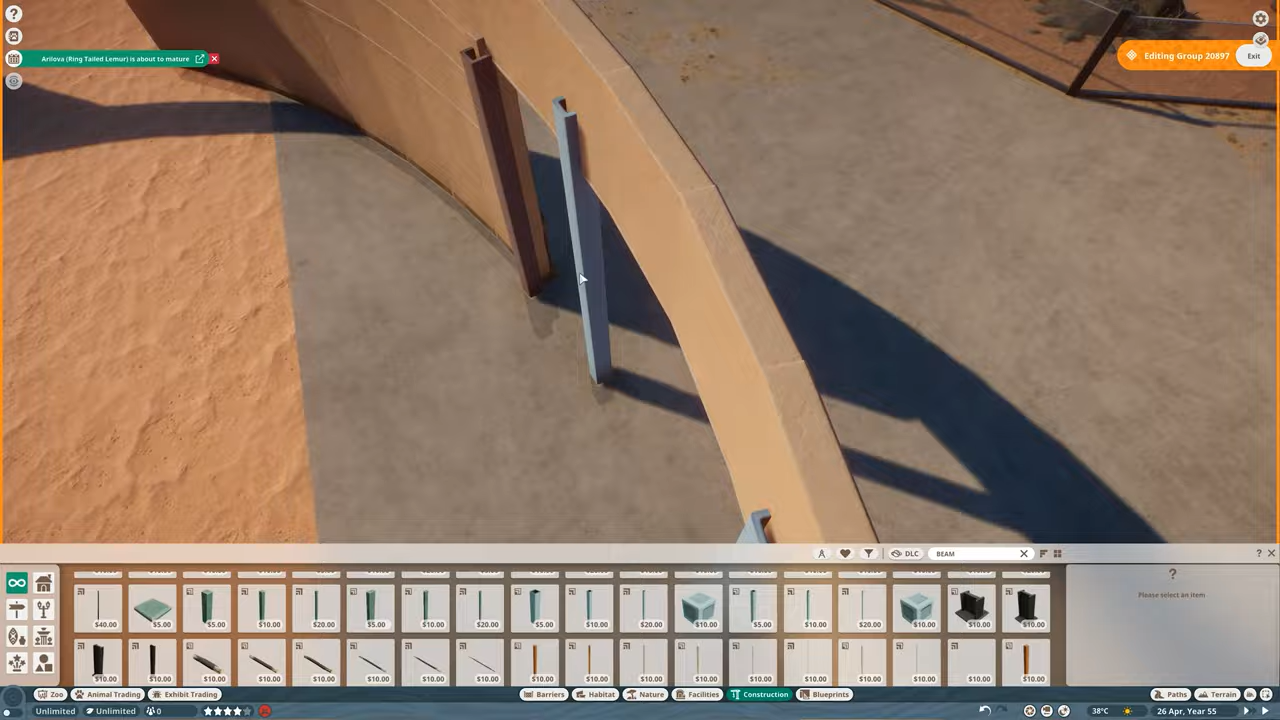 Arilova (Ring Tailed Lemur) is about to mature
Editing Group 20897
Exit
DLC
BEAM
$40.00 $5.00 $5.00 $10.00 $20.00 $5.00 $10.00 $20.00 $5.00 $10.00 $20.00 $10.00 $5.00 $10.00 $20.00 $10.00 $10.00 $10.00
$10.00 $10.00 $10.00 $10.00 $10.00 $10.00 $10.00 $10.00 $10.00 $10.00 $10.00 $10.00 $10.00 $10.00 $10.00 $10.00 $10.00 $10.00
?
Please select an item
Zoo Animal Trading Exhibit Trading Barriers Habitat Nature Facilities Construction Blueprints Paths Terrain
Unlimited Unlimited 0 38°C 26 Apr, Year 55